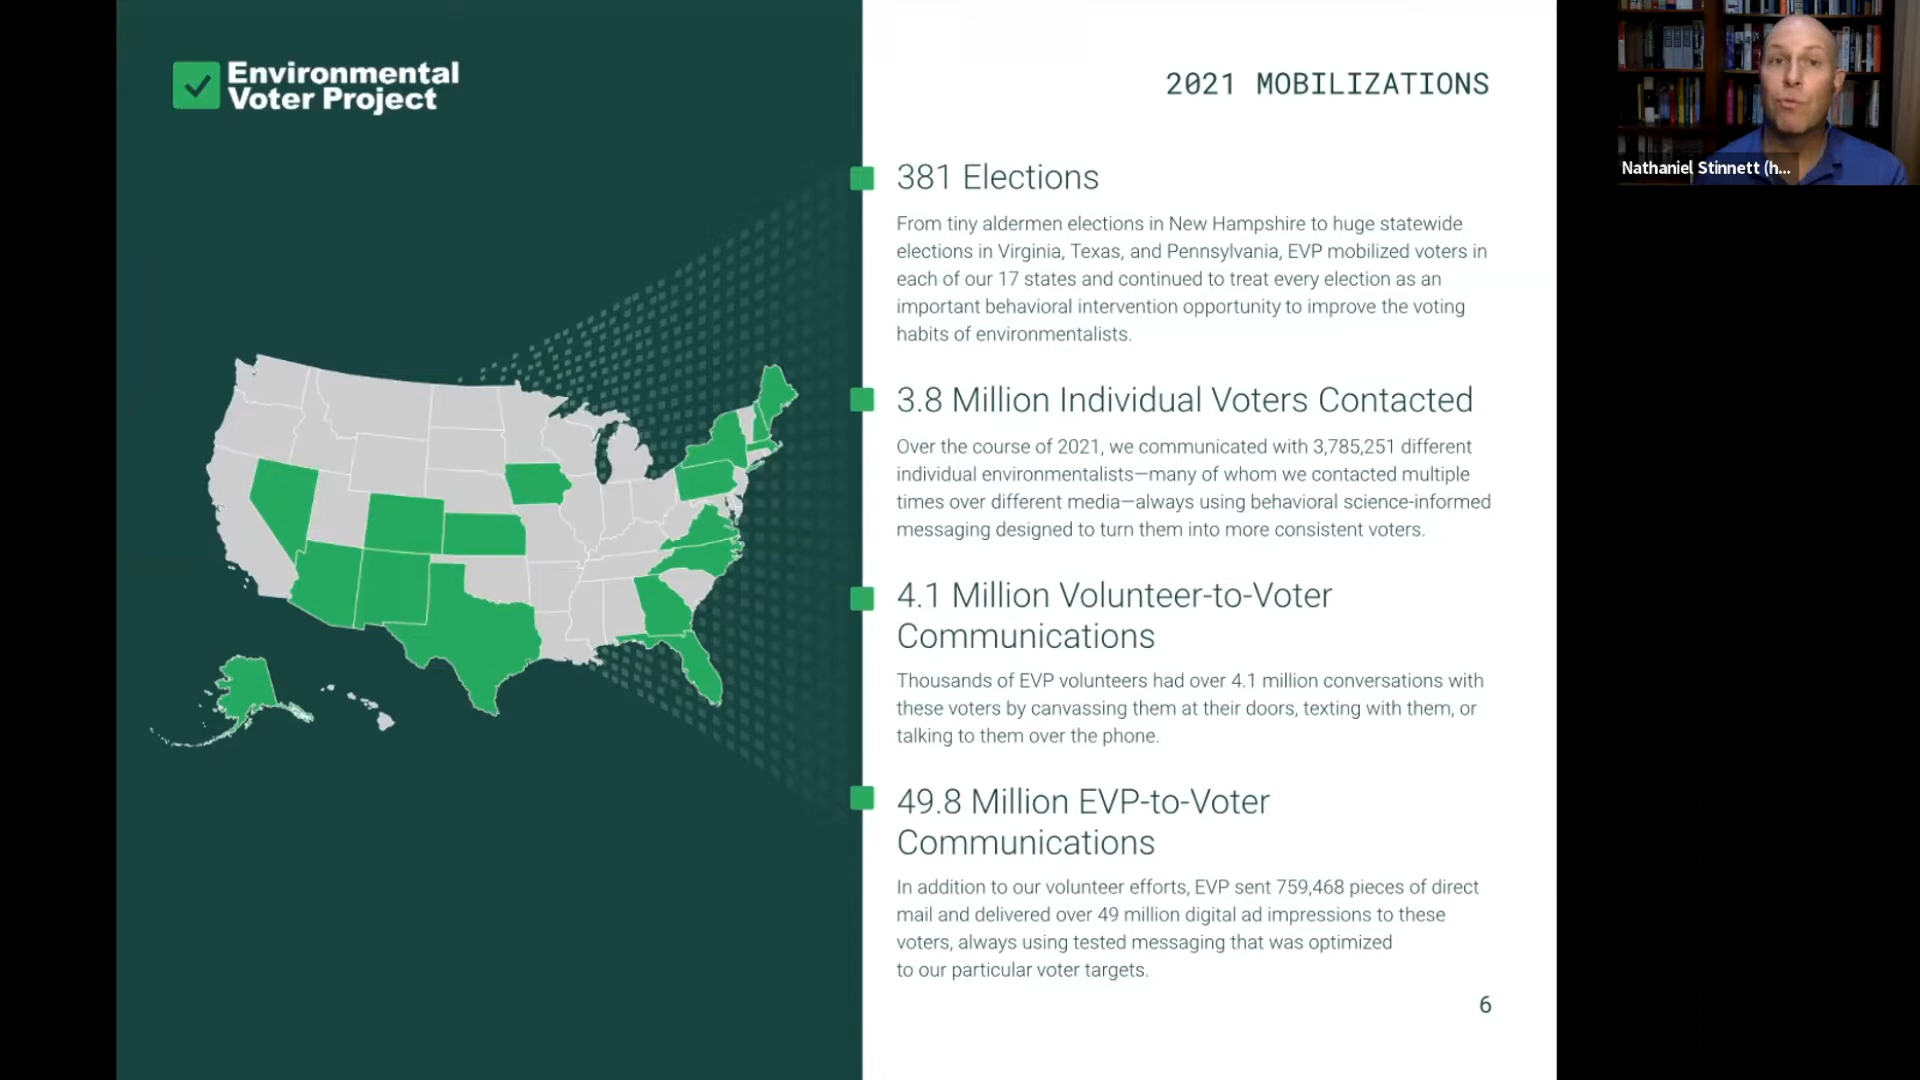 Environmental
Voter Project
2021 MOBILIZATIONS
381 Elections
From tiny aldermen elections in New Hampshire to huge statewide
elections in Virginia, Texas, and Pennsylvania, EVP mobilized voters in
each of our 17 states and continued to treat every election as an
important behavioral intervention opportunity to improve the voting
habits of environmentalists.
3.8 Million Individual Voters Contacted
Over the course of 2021, we communicated with 3,785,251 different
individual environmentalists—many of whom we contacted multiple
times over different media—always using behavioral science-informed
messaging designed to turn them into more consistent voters.
4.1 Million Volunteer-to-Voter
Communications
Thousands of EVP volunteers had over 4.1 million conversations with
these voters by canvassing them at their doors, texting with them, or
talking to them over the phone.
49.8 Million EVP-to-Voter
Communications
In addition to our volunteer efforts, EVP sent 759,468 pieces of direct
mail and delivered over 49 million digital ad impressions to these
voters, always using tested messaging that was optimized
to our particular voter targets.
6
Nathaniel Stinnett (h...